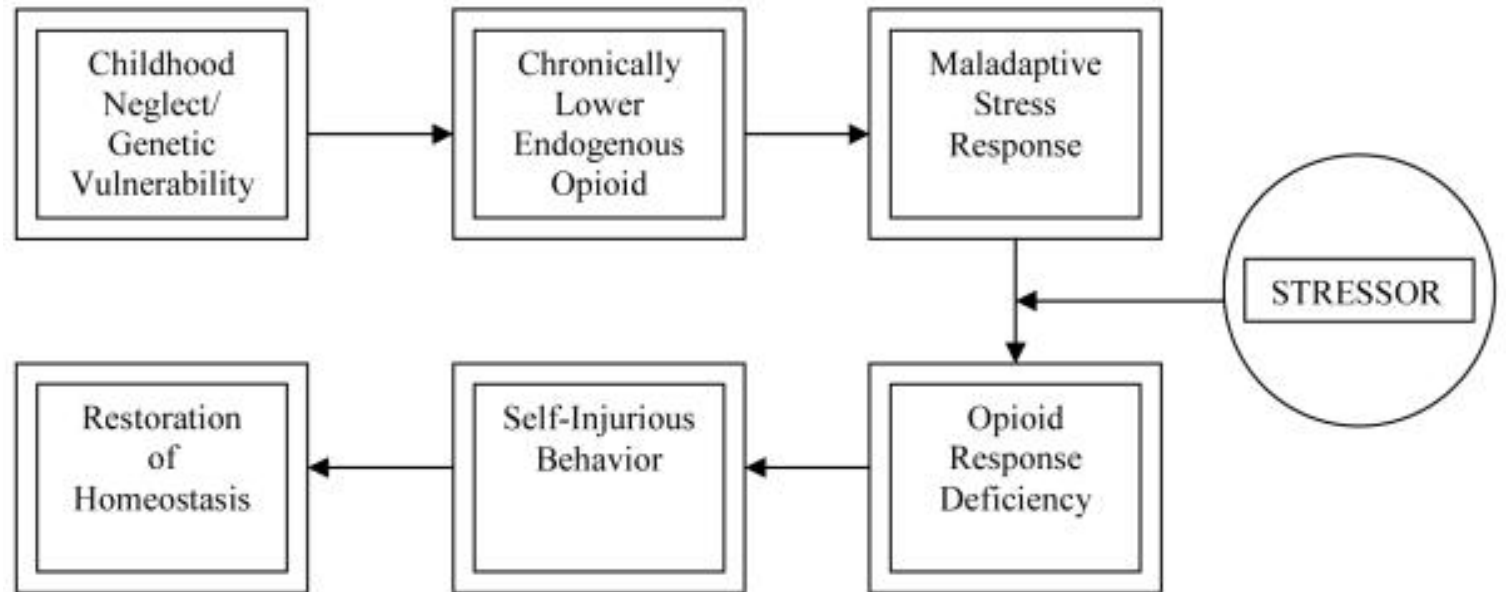 Childhood
Neglect/
Genetic
Vulnerability
Chronically
Lower
Endogenous
Opioid
Maladaptive
Stress
Response
STRESSOR
Opioid
Response
Deficiency
Self-Injurious
Behavior
Restoration
of
Homeostasis